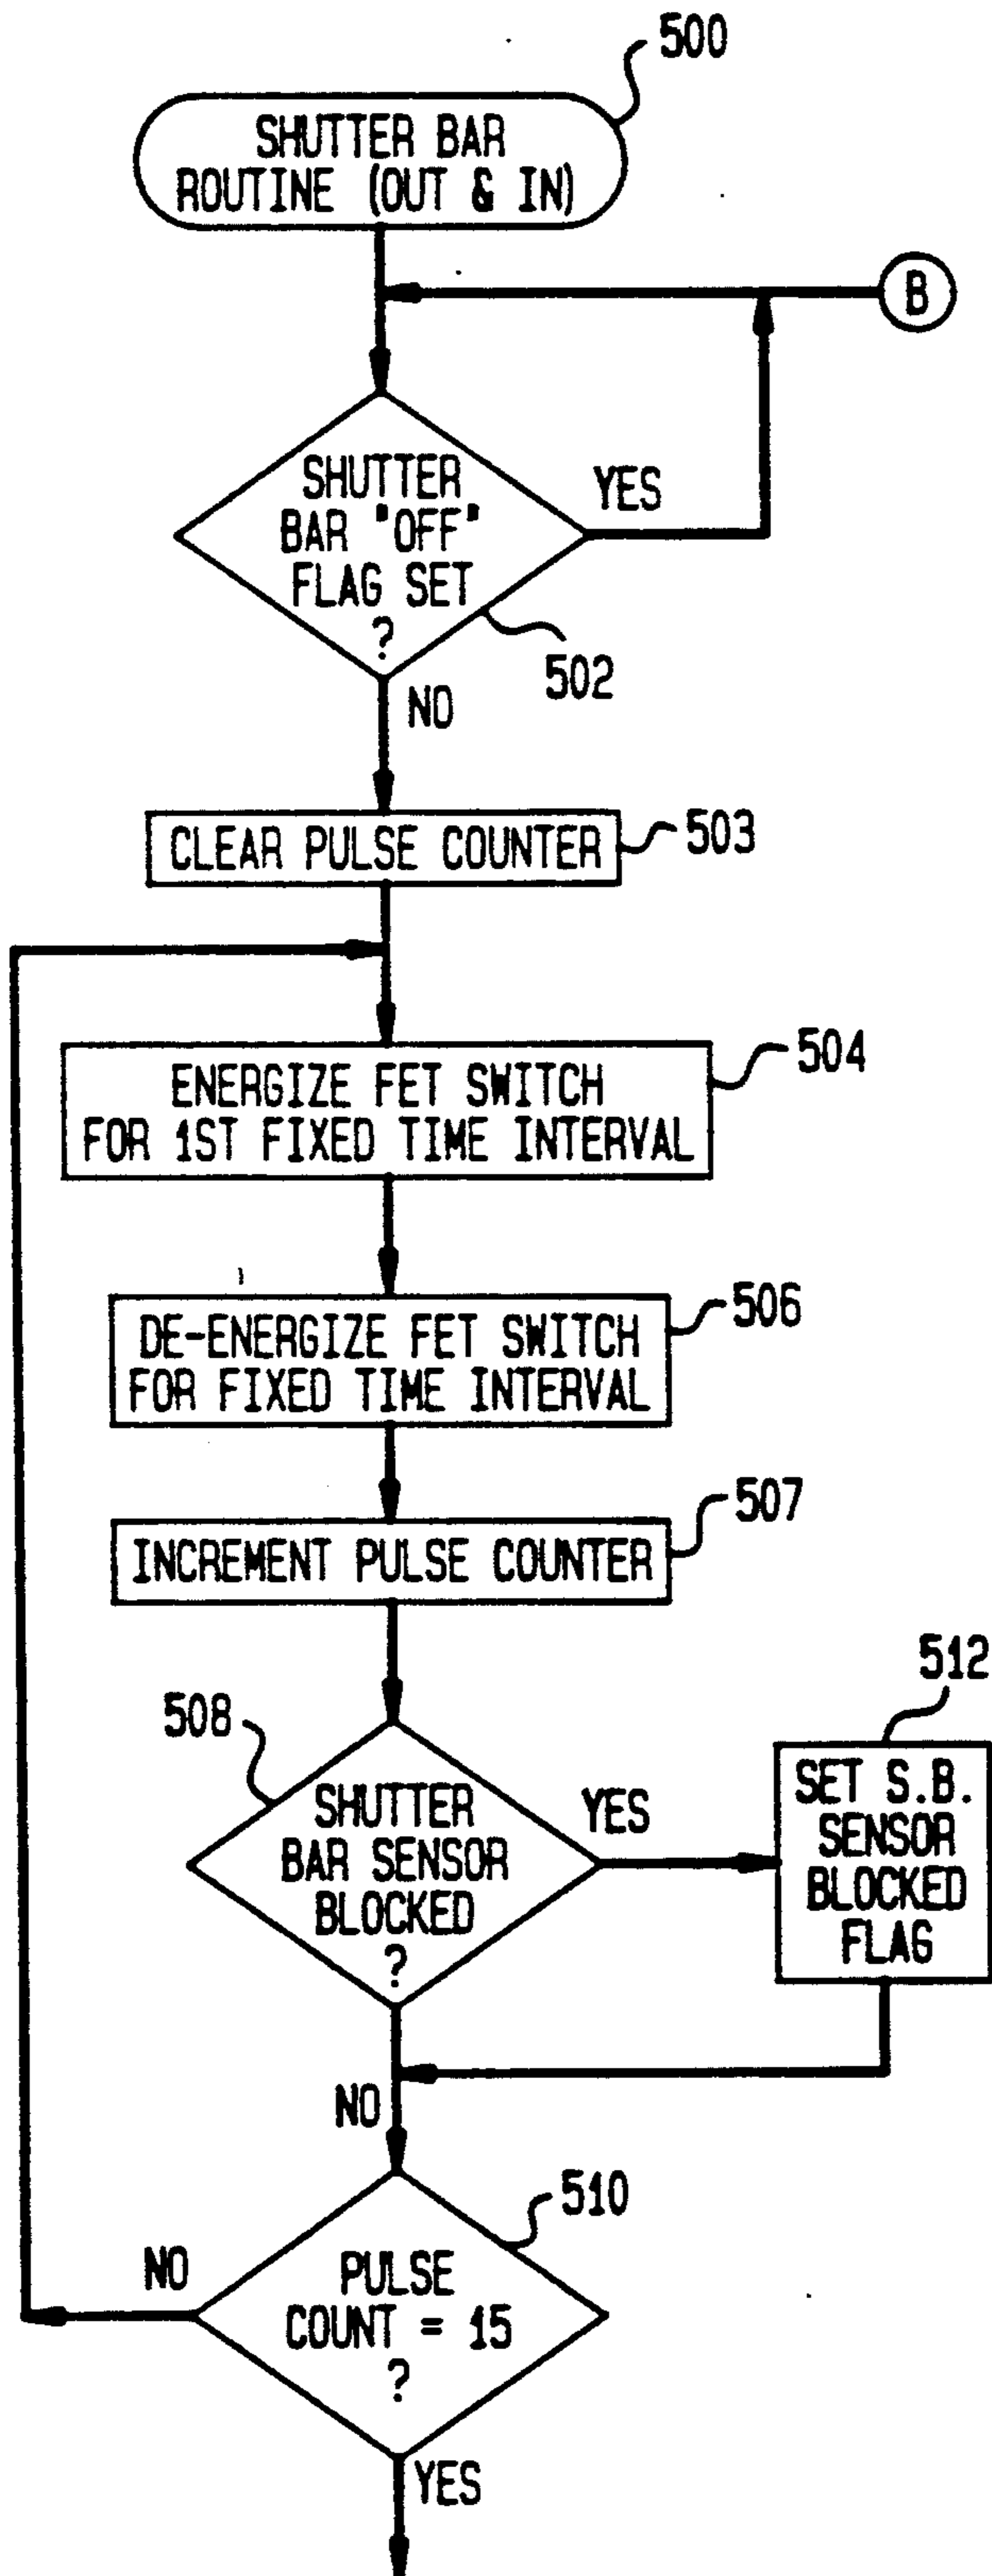 500
SHUTTER BAR
ROUTINE (OUT & IN)
B
SHUTTER
BAR "OFF"
FLAG SET
?
YES
502
NO
CLEAR PULSE COUNTER
503
504
ENERGIZE FET SWITCH
FOR 1ST FIXED TIME INTERVAL
506
DE-ENERGIZE FET SWITCH
FOR FIXED TIME INTERVAL
507
INCREMENT PULSE COUNTER
508
SHUTTER
BAR SENSOR
BLOCKED
?
YES
512
SET S.B.
SENSOR
BLOCKED
FLAG
NO
510
PULSE
COUNT = 15
?
NO
YES